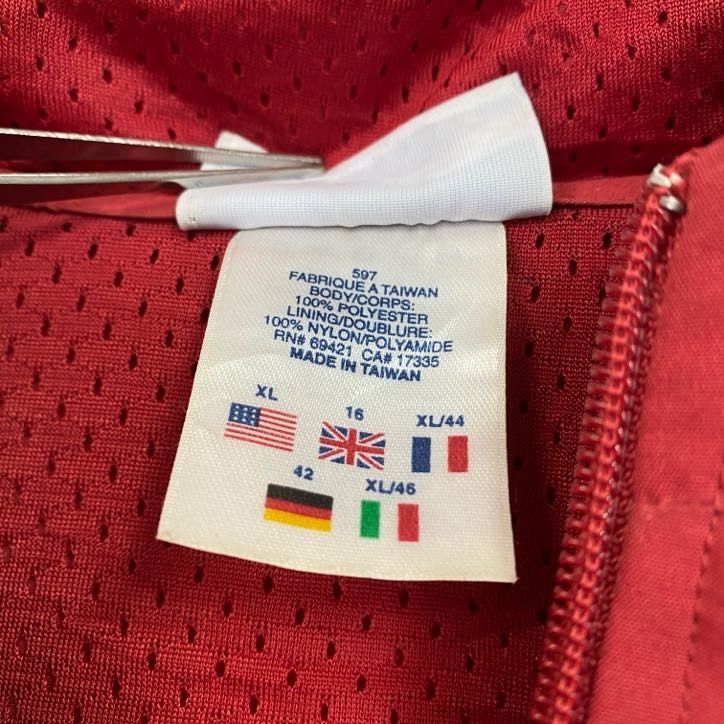 597
FABRIQUE A TAIWAN
BODY/CORPS:
100% POLYESTER
LINING/DOUBLURE:
100% NYLON/POLYAMIDE
RN# 69421 CA# 17335
MADE IN TAIWAN
XL
16
XL/44
42
XL/46